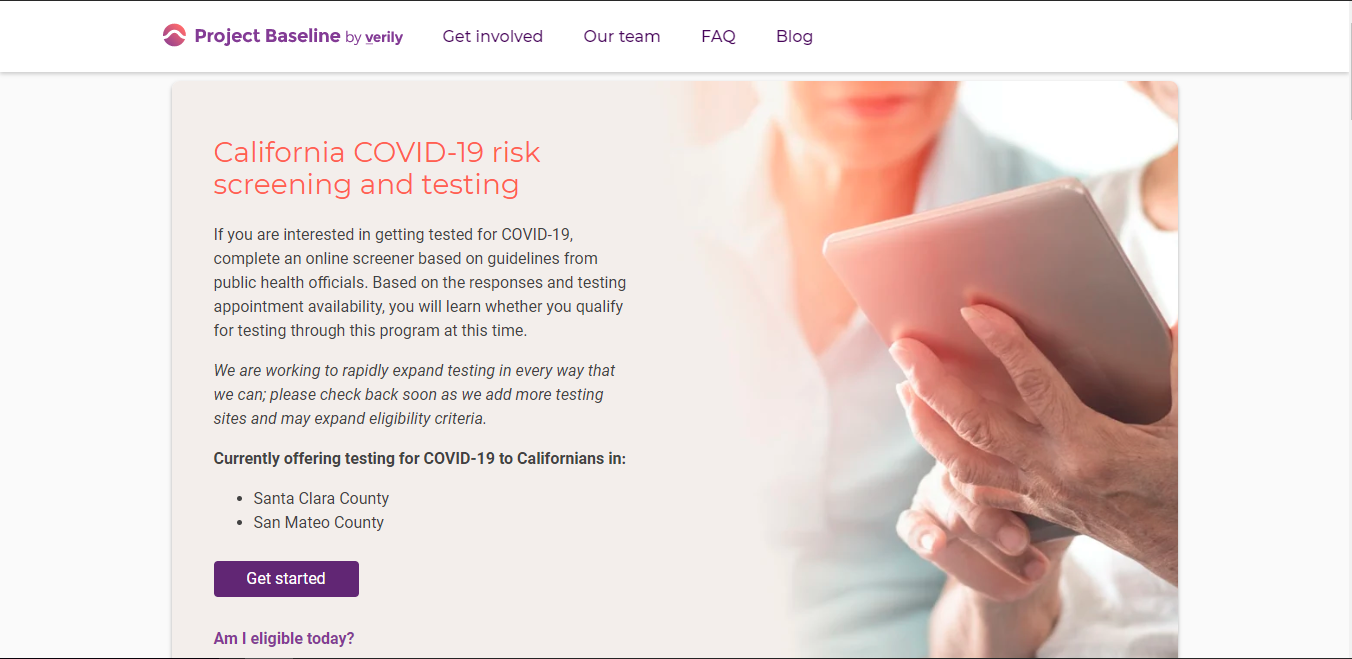 Project Baseline by verily Get involved Our team FAQ Blog
California COVID-19 risk
screening and testing
If you are interested in getting tested for COVID-19,
complete an online screener based on guidelines from
public health officials. Based on the responses and testing
appointment availability, you will learn whether you qualify
for testing through this program at this time.
We are working to rapidly expand testing in every way that
we can; please check back soon as we add more testing
sites and may expand eligibility criteria.
Currently offering testing for COVID-19 to Californians in:
• Santa Clara County
• San Mateo County
Get started
Am I eligible today?